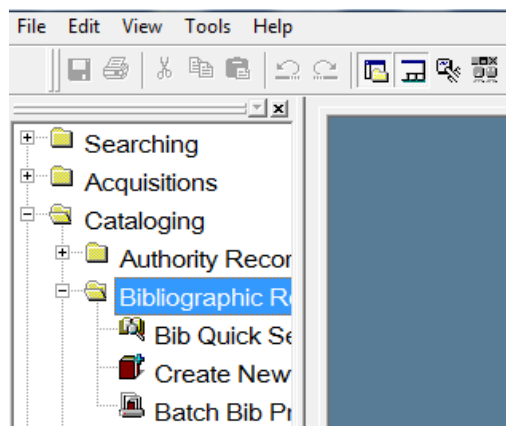 File Edit View Tools Help
Searching
Acquisitions
Cataloging
Authority Recor
Bibliographic R
Bib Quick Se
Create New
Batch Bib Pr